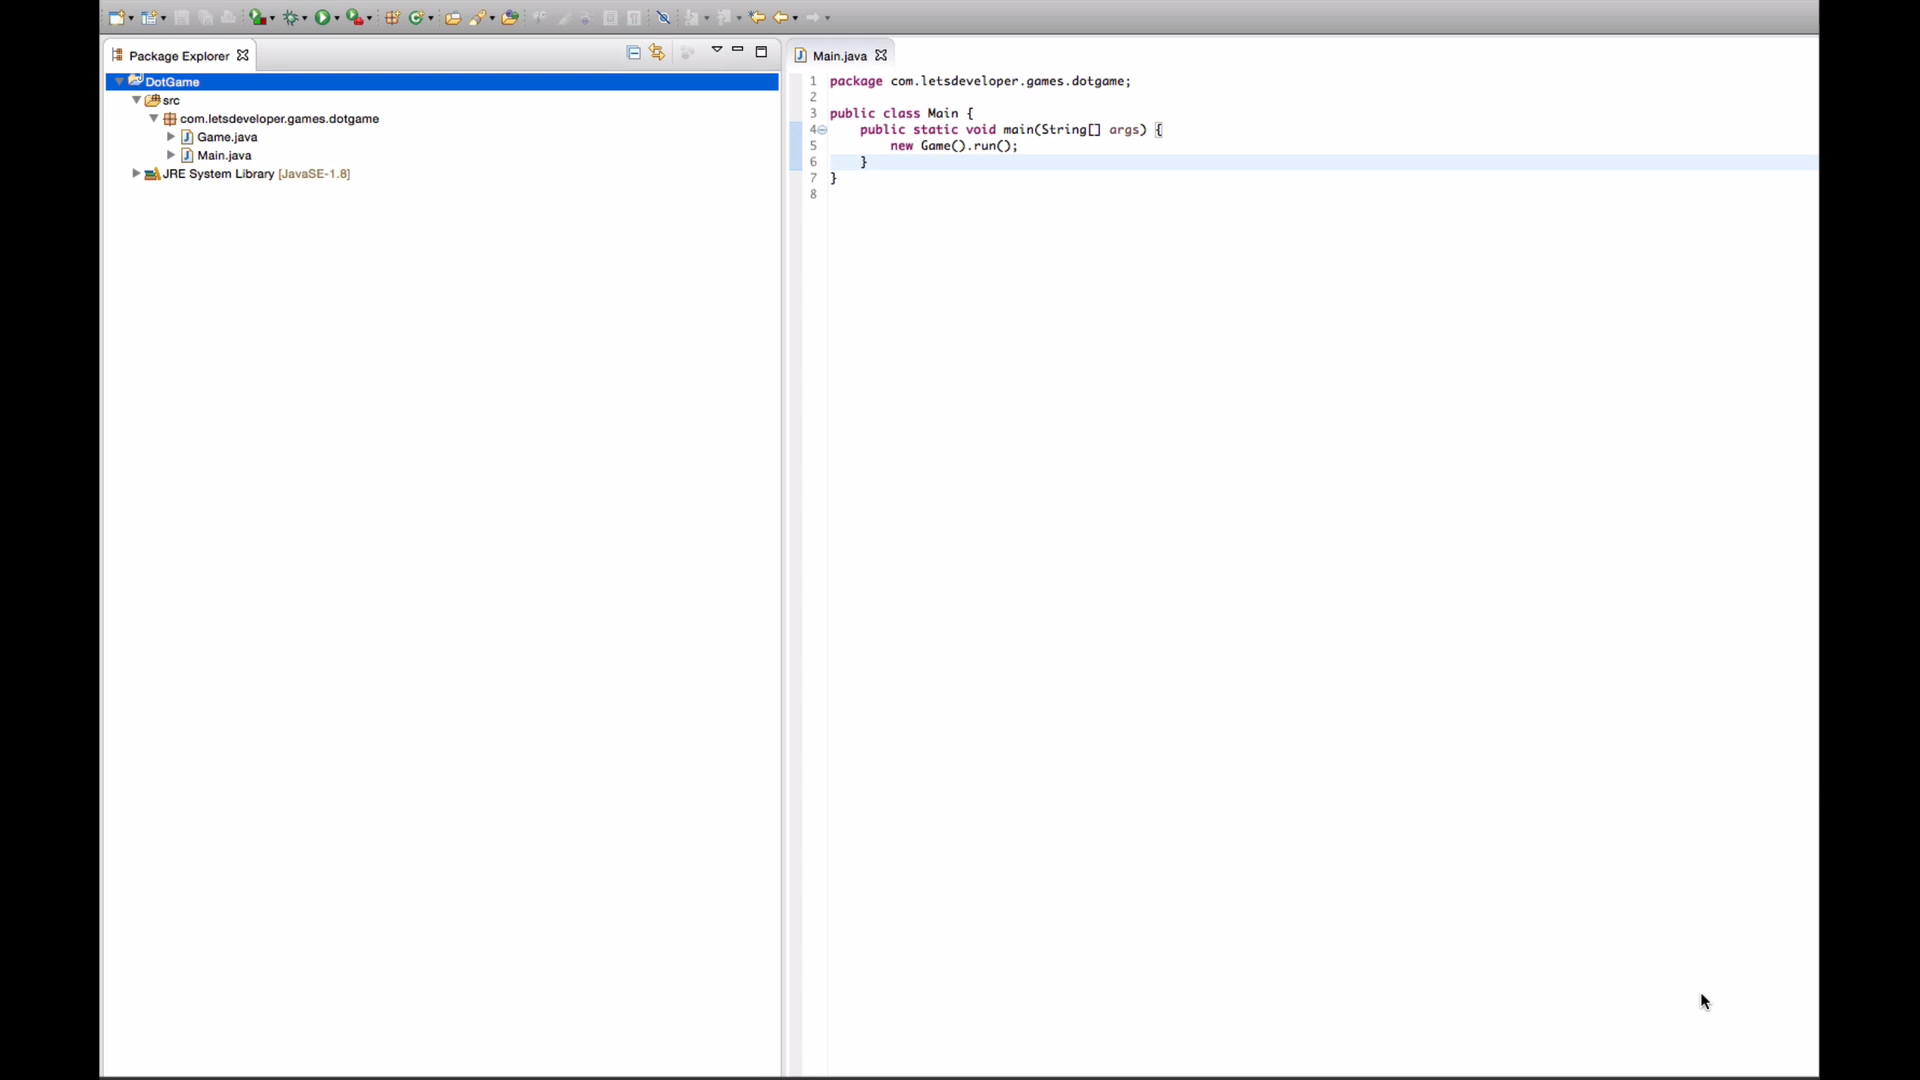 Package Explorer
DotGame
src
com.letsdeveloper.games.dotgame
Game.java
Main.java
JRE System Library [JavaSE-1.8]
Main.java
1 package com.letsdeveloper.games.dotgame;
2
3 public class Main {
4 public static void main(String[] args) {
5 new Game().run();
6 }
7 }
8